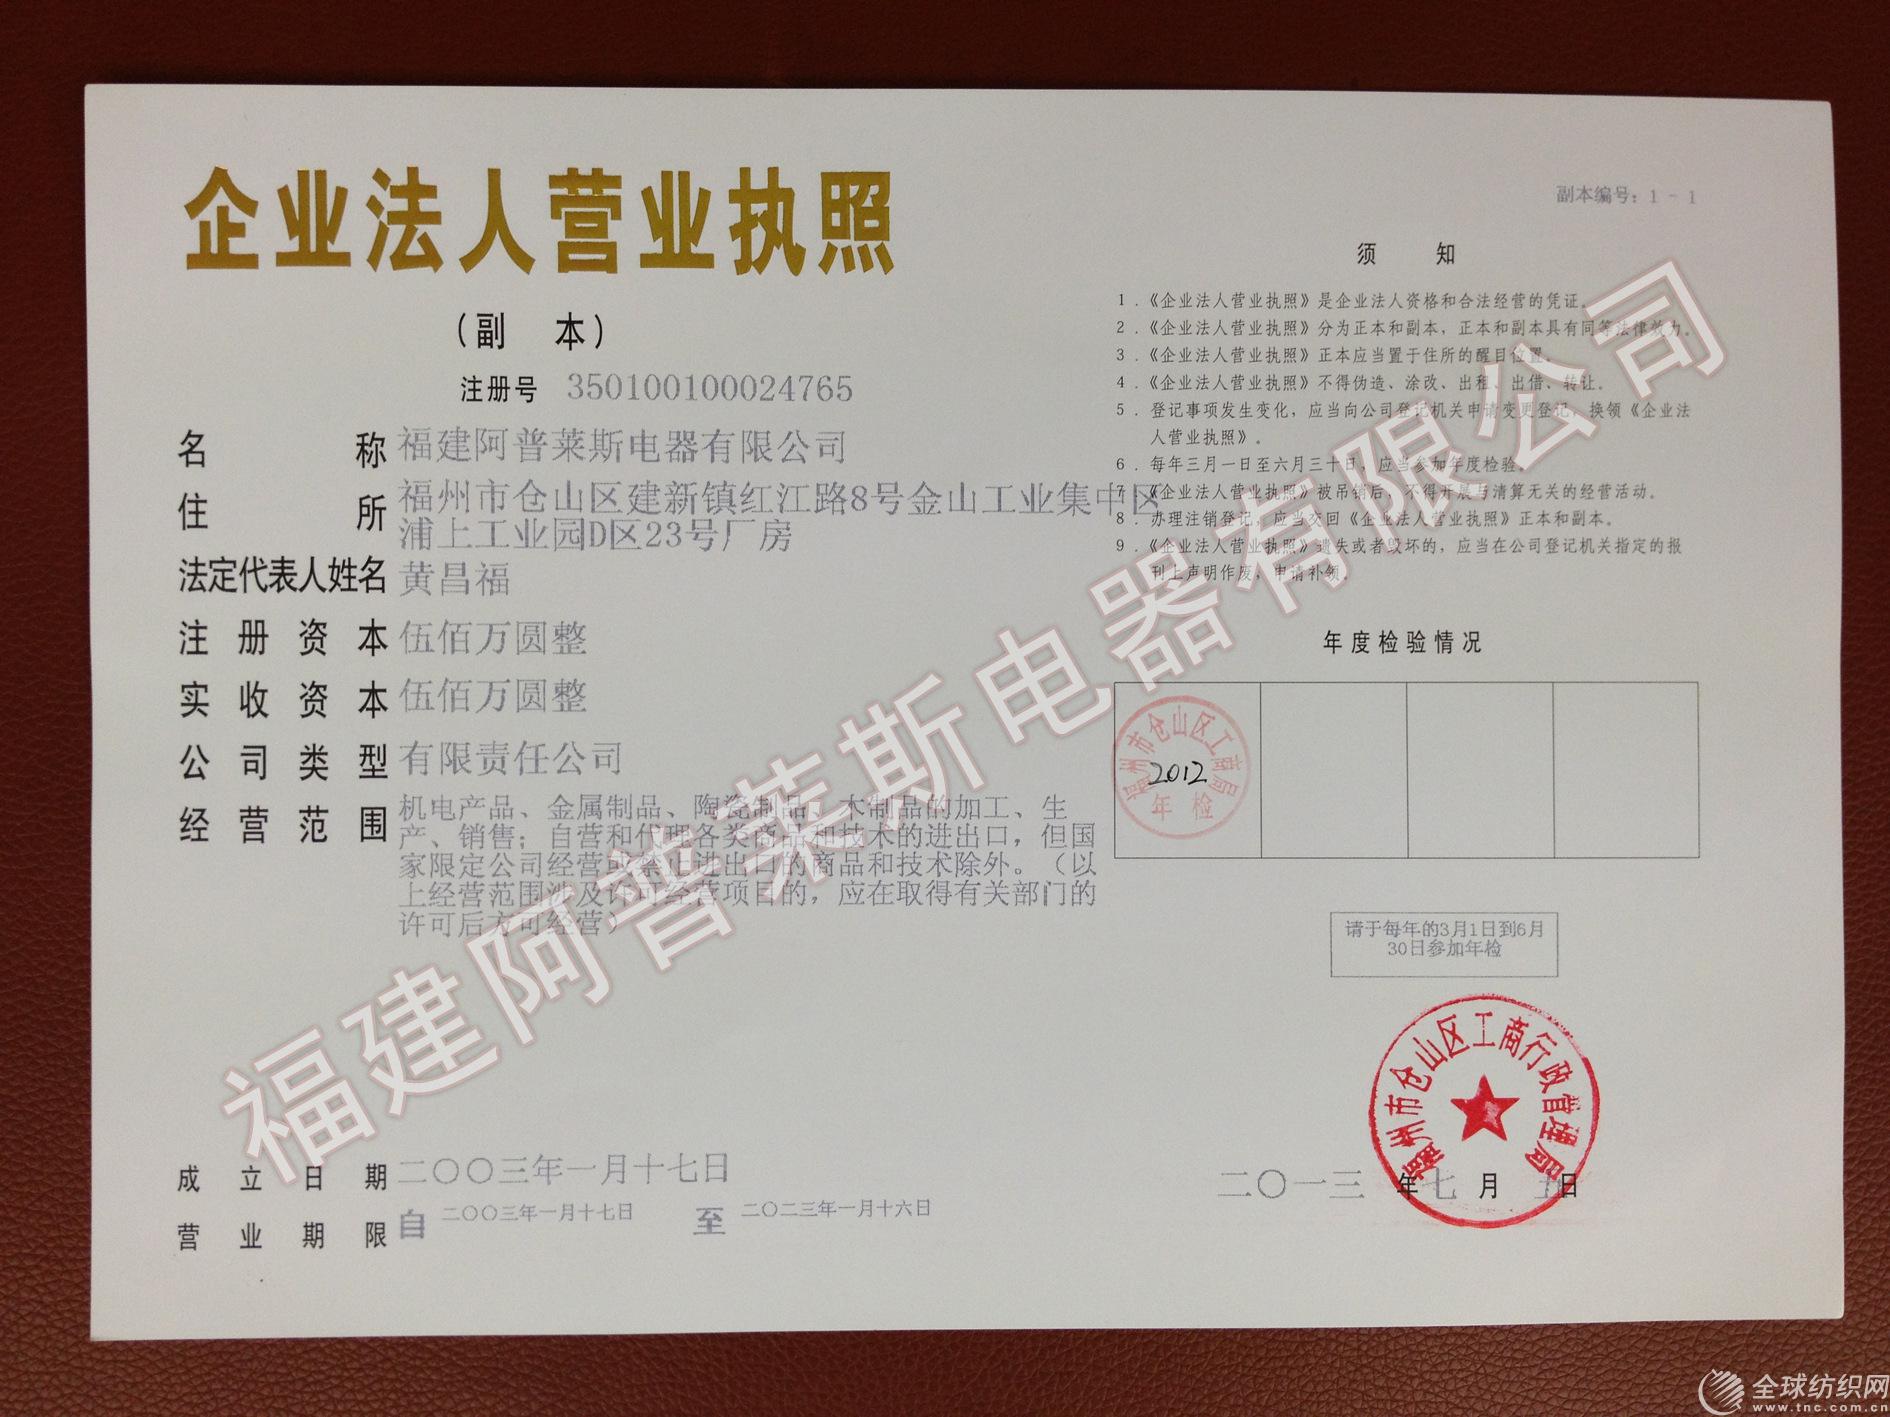 企业法人营业执照
（副 本）
注册号 350100100024765
名称 福建阿普莱斯电器有限公司
住所 福州市仓山区建新镇红江路8号金山工业集中区
浦上工业园D区23号厂房
法定代表人姓名 黄昌福
注册资本 伍佰万圆整
实收资本 伍佰万圆整
公司类型 有限责任公司
经营范围 机电产品、金属制品、陶瓷制品、木制品的加工、生
产、销售；自营和代理各类商品和技术的进出口，但国
家限定公司经营或禁止进出口的商品和技术除外。（以
上经营范围涉及许可经营项目的，应在取得有关部门的
许可后方可经营）
成立日期 二〇〇三年一月十七日
营业期限 自 二〇〇三年一月十七日 至 二〇二三年一月十六日
副本编号：1 - 1
须 知
1．《企业法人营业执照》是企业法人资格和合法经营的凭证。
2．《企业法人营业执照》分为正本和副本，正本和副本具有同等法律效力。
3．《企业法人营业执照》正本应当置于住所的醒目位置。
4．《企业法人营业执照》不得伪造、涂改、出租、出借、转让。
5．登记事项发生变化，应当向公司登记机关申请变更登记，换领《企业法
人营业执照》。
6．每年三月一日至六月三十日，应当参加年度检验。
7．《企业法人营业执照》被吊销后，不得开展与清算无关的经营活动。
8．办理注销登记，应当交回《企业法人营业执照》正本和副本。
9．《企业法人营业执照》遗失或者毁坏的，应当在公司登记机关指定的报
刊上声明作废，申请补领。
年度检验情况
福州市仓山区工商局
2012
年检
请于每年的3月1日到6月
30日参加年检
福州市仓山区工商行政管理局
二〇一三年七月五日
福建阿普莱斯电器有限公司
全球纺织网
www.tnc.com.cn